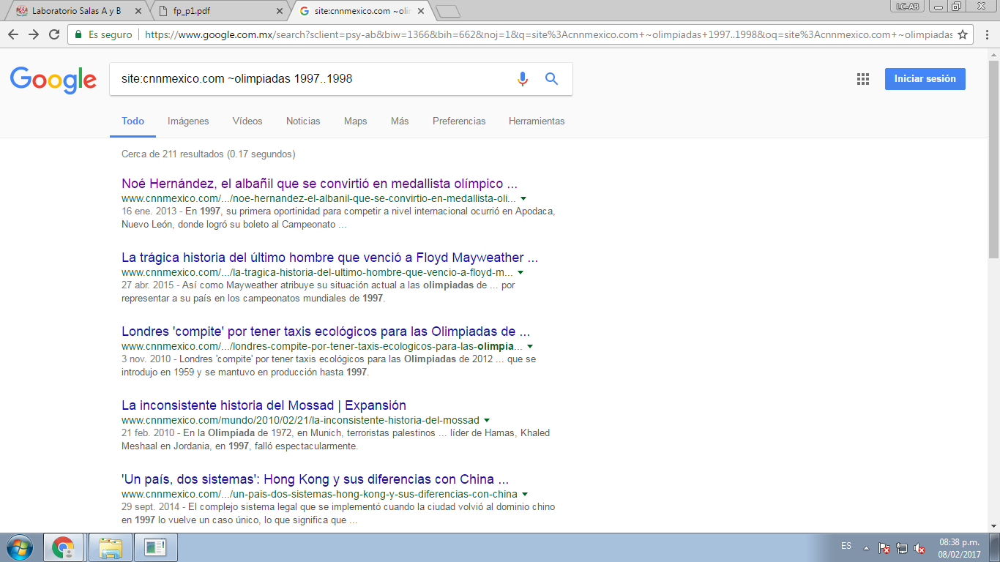 Laboratorio Salas A y B
fp_p1.pdf
site:cnnmexico.com ~olim
LC-AB
Es seguro
https://www.google.com.mx/search?sclient=psy-ab&biw=1366&bih=662&noj=1&q=site%3Acnnmexico.com+~olimpiadas+1997..1998&oq=site%3Acnnmexico.com+~olimpiadas
Google
site:cnnmexico.com ~olimpiadas 1997..1998
Iniciar sesión
Todo Imágenes Vídeos Noticias Maps Más Preferencias Herramientas
Cerca de 211 resultados (0.17 segundos)
Noé Hernández, el albañil que se convirtió en medallista olímpico ...
www.cnnmexico.com/.../noe-hernandez-el-albanil-que-se-convirtio-en-medallista-oli...
16 ene. 2013 - En 1997, su primera oportinidad para competir a nivel internacional ocurrió en Apodaca,
Nuevo León, donde logró su boleto al Campeonato ...
La trágica historia del último hombre que venció a Floyd Mayweather ...
www.cnnmexico.com/.../la-tragica-historia-del-ultimo-hombre-que-vencio-a-floyd-m...
27 abr. 2015 - Así como Mayweather atribuye su situación actual a las olimpiadas de ... por
representar a su país en los campeonatos mundiales de 1997.
Londres 'compite' por tener taxis ecológicos para las Olimpiadas de ...
www.cnnmexico.com/.../londres-compite-por-tener-taxis-ecologicos-para-las-olimpia...
3 nov. 2010 - Londres 'compite' por tener taxis ecológicos para las Olimpiadas de 2012 ... que se
introdujo en 1959 y se mantuvo en producción hasta 1997.
La inconsistente historia del Mossad | Expansión
www.cnnmexico.com/mundo/2010/02/21/la-inconsistente-historia-del-mossad
21 feb. 2010 - En la Olimpiada de 1972, en Munich, terroristas palestinos ... líder de Hamas, Khaled
Meshaal en Jordania, en 1997, falló espectacularmente.
'Un país, dos sistemas': Hong Kong y sus diferencias con China ...
www.cnnmexico.com/.../un-pais-dos-sistemas-hong-kong-y-sus-diferencias-con-china
29 sept. 2014 - El complejo sistema legal que se implementó cuando la ciudad volvió al dominio chino
en 1997 lo vuelve un caso único, lo que significa que ...
ES
08:38 p.m.
08/02/2017